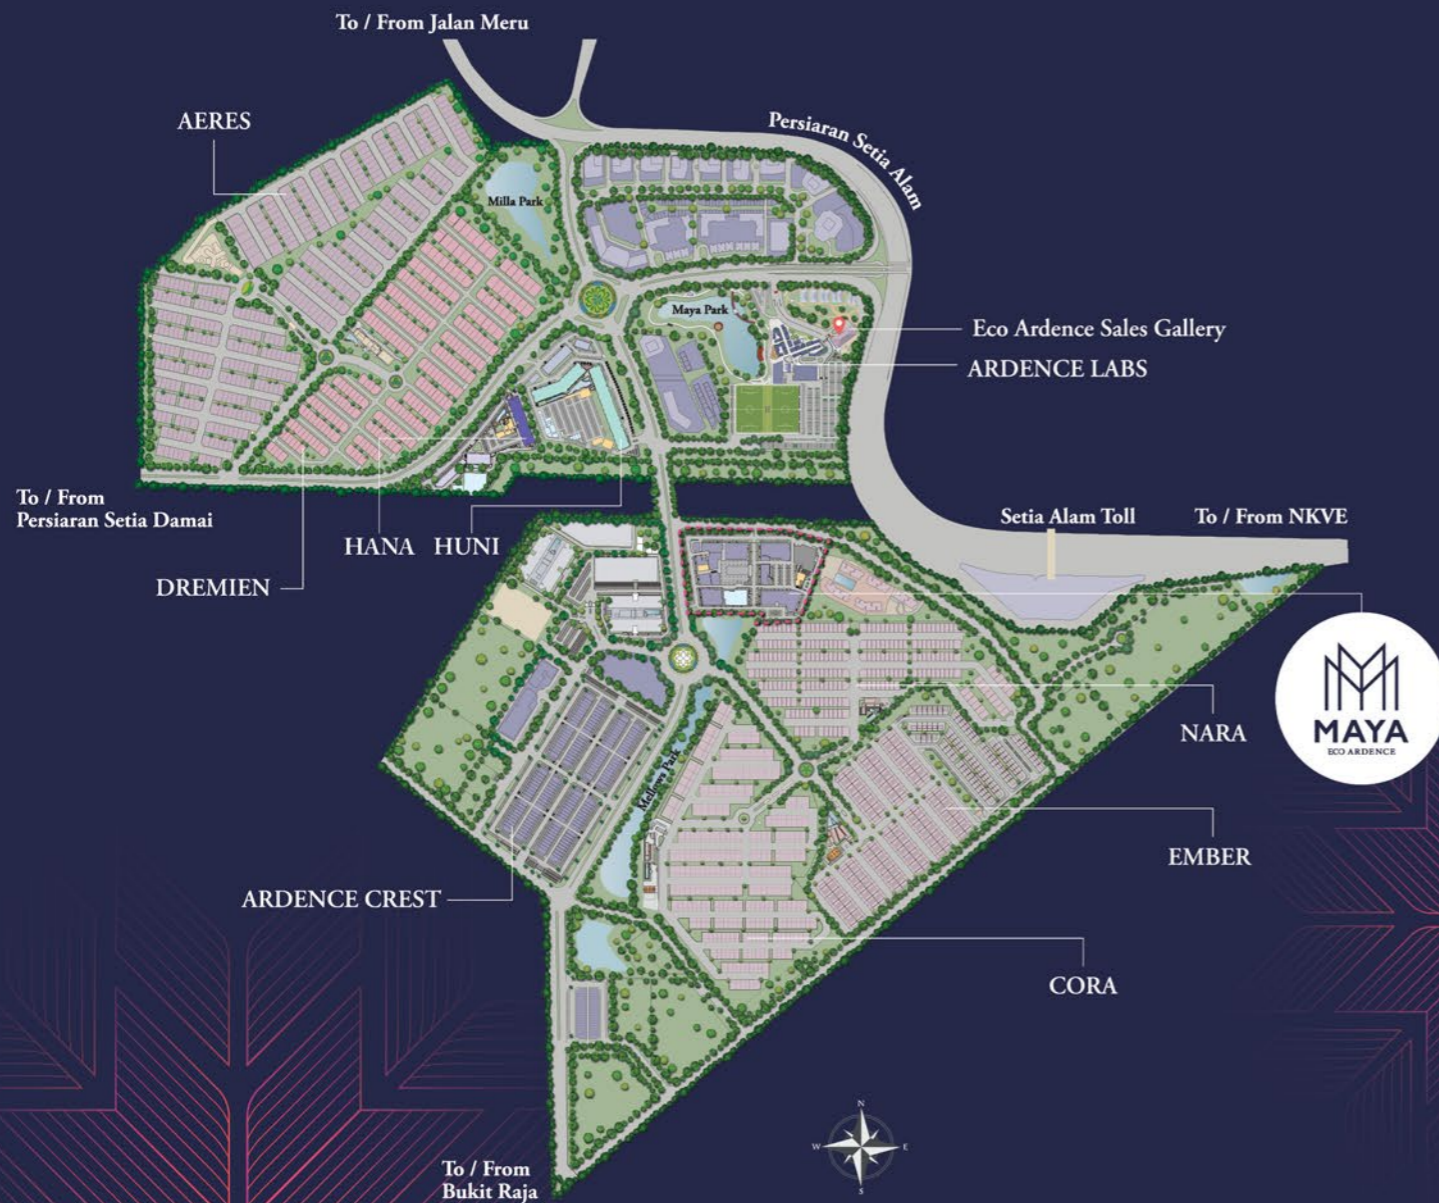 To / From Jalan Meru
AERES
Persiaran Setia Alam
Milla Park
Maya Park
Eco Ardence Sales Gallery
ARDENCE LABS
To / From
Persiaran Setia Damai
Setia Alam Toll
To / From NKVE
HANA
HUNI
DREMIEN
MAYA
ECO ARDENCE
NARA
Mellows Park
EMBER
ARDENCE CREST
CORA
N
W
E
S
To / From
Bukit Raja